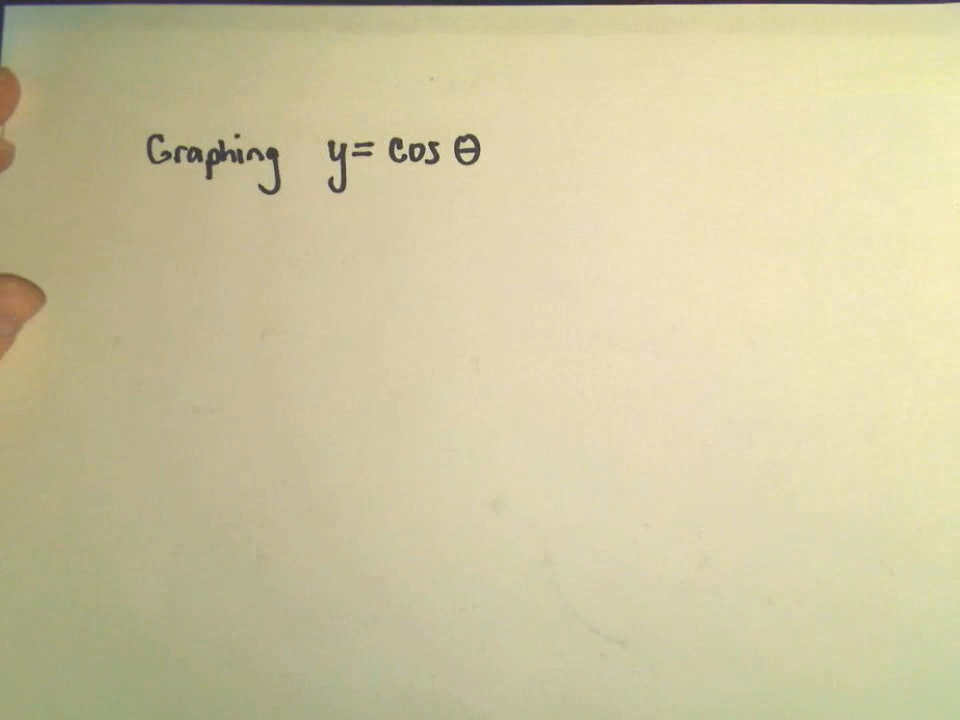 Graphing y = cos θ